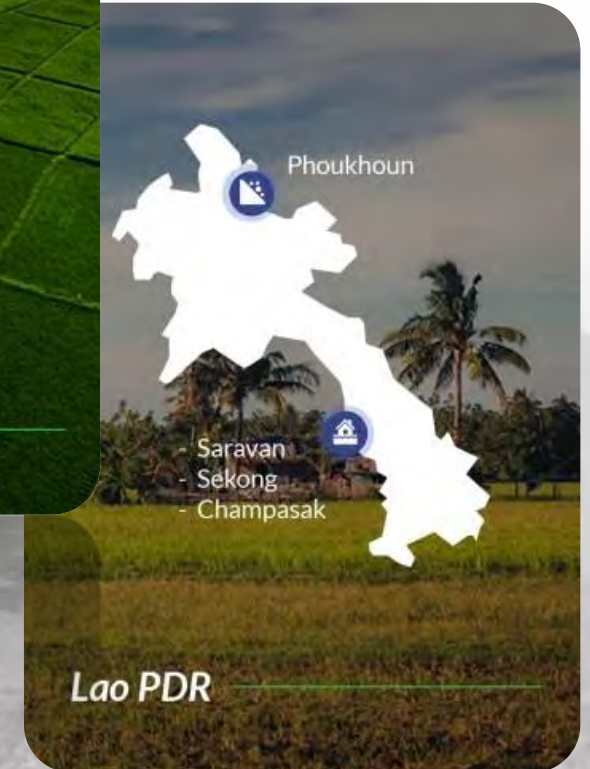 Phoukhoun
- Saravan
- Sekong
- Champasak
Lao PDR